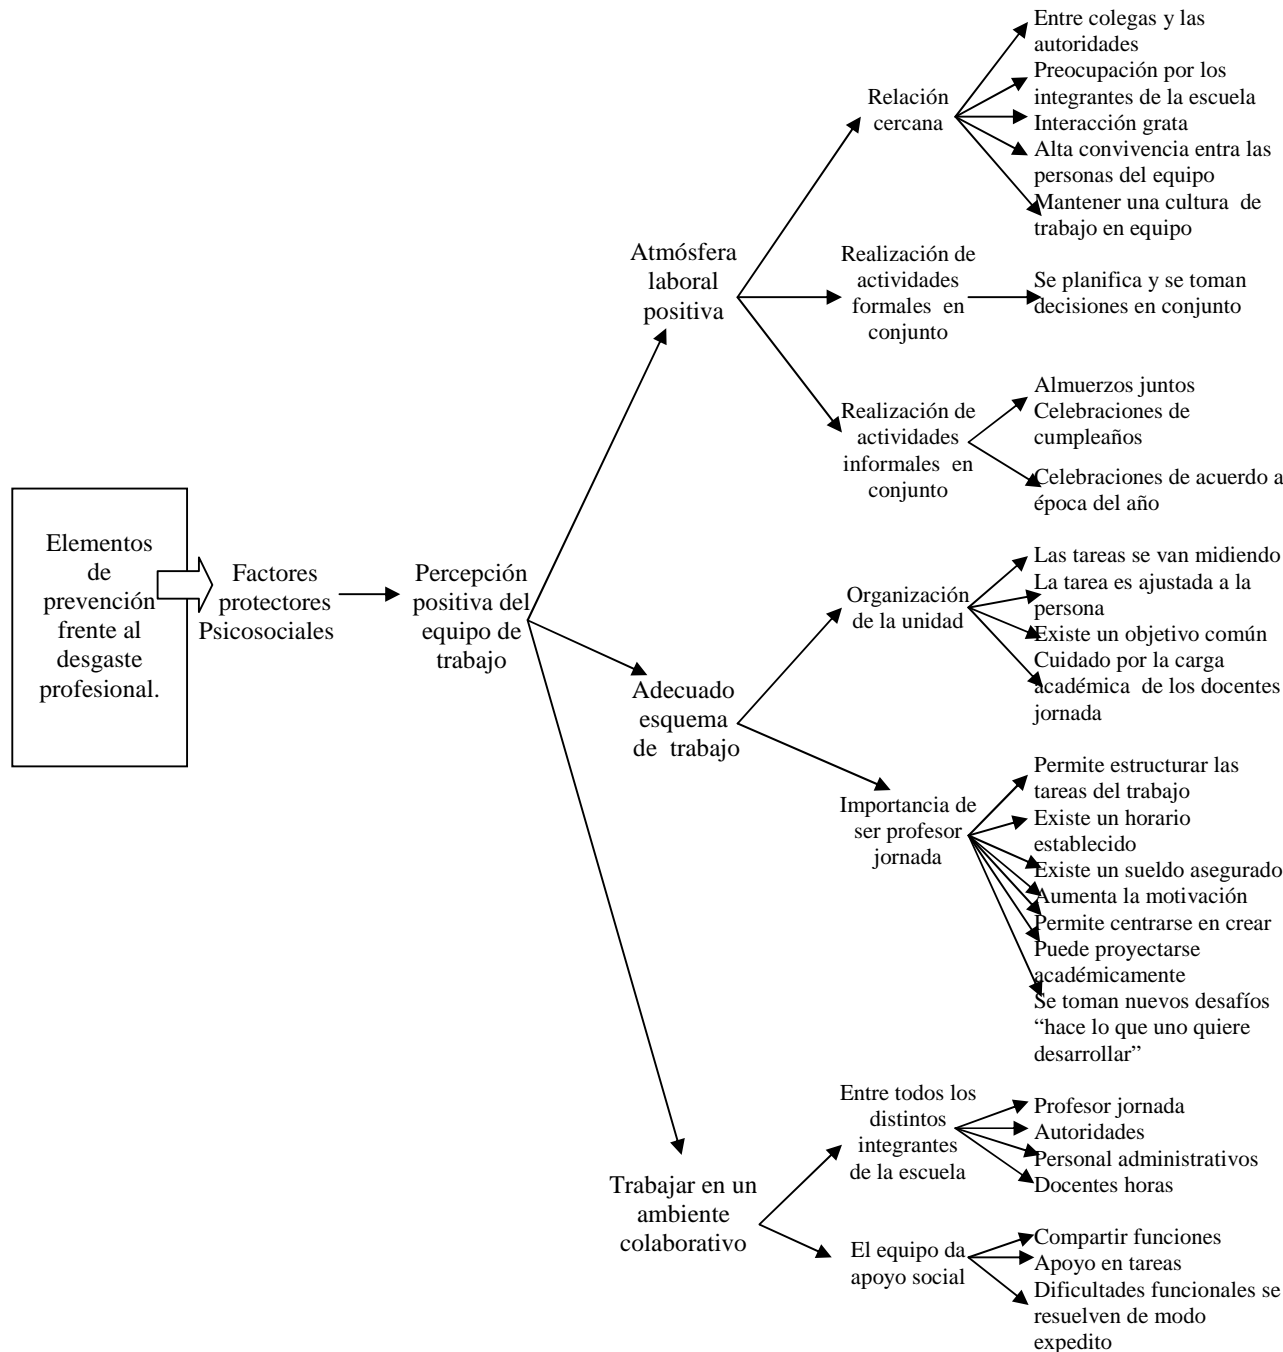 Elementos
de
prevención
frente al
desgaste
profesional.
Factores
protectores
Psicosociales
Percepción
positiva del
equipo de
trabajo
Atmósfera
laboral
positiva
Relación
cercana
Entre colegas y las
autoridades
Preocupación por los
integrantes de la escuela
Interacción grata
Alta convivencia entra las
personas del equipo
Mantener una cultura de
trabajo en equipo
Realización de
actividades
formales en
conjunto
Se planifica y se toman
decisiones en conjunto
Realización de
actividades
informales en
conjunto
Almuerzos juntos
Celebraciones de
cumpleaños
Celebraciones de acuerdo a
época del año
Adecuado
esquema
de trabajo
Organización
de la unidad
Las tareas se van midiendo
La tarea es ajustada a la
persona
Existe un objetivo común
Cuidado por la carga
académica de los docentes
jornada
Importancia de
ser profesor
jornada
Permite estructurar las
tareas del trabajo
Existe un horario
establecido
Existe un sueldo asegurado
Aumenta la motivación
Permite centrarse en crear
Puede proyectarse
académicamente
Se toman nuevos desafíos
“hace lo que uno quiere
desarrollar”
Trabajar en un
ambiente
colaborativo
Entre todos los
distintos
integrantes
de la escuela
Profesor jornada
Autoridades
Personal administrativos
Docentes horas
El equipo da
apoyo social
Compartir funciones
Apoyo en tareas
Dificultades funcionales se
resuelven de modo
expedito